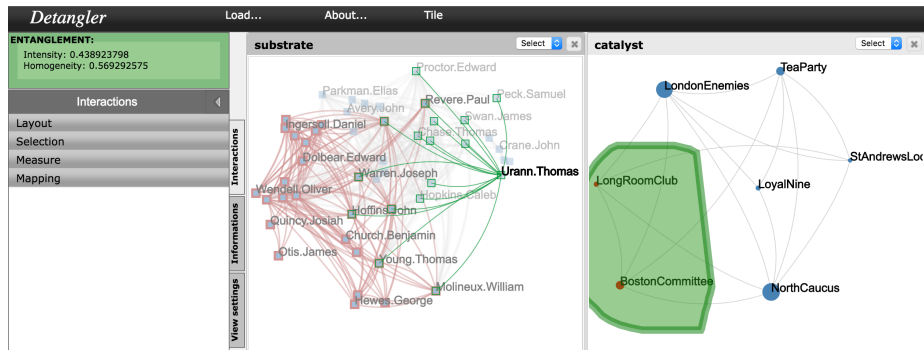 Detangler Load... About... Tile
ENTANGLEMENT:
Intensity: 0.438923798
Homogeneity: 0.569292575
Interactions
Layout
Selection
Measure
Mapping
Interactions
Informations
View settings
substrate Select
Proctor.Edward
Parkman.Elias
Peck.Samuel
Avery.John
Revere.Paul
Swan.James
Ingersoll.Daniel
Chase.Thomas
Crane.John
Dolbear.Edward
Warren.Joseph
Urann.Thomas
Wendell.Oliver
Hopkins.Caleb
Hoffins.John
Quincy.Josiah
Church.Benjamin
Otis.James
Young.Thomas
Molineux.William
Hewes.George
catalyst Select
TeaParty
LondonEnemies
StAndrewsLoc
LongRoomClub
LoyalNine
BostonCommittee
NorthCaucus